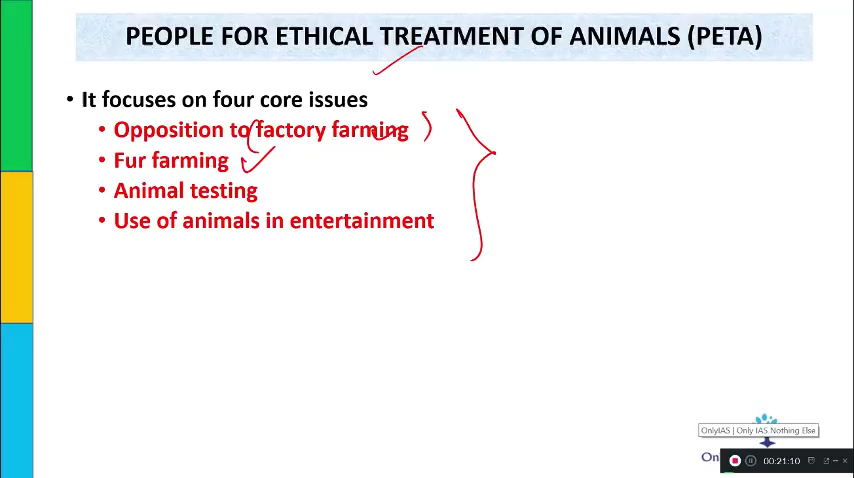 PEOPLE FOR ETHICAL TREATMENT OF ANIMALS (PETA)
• It focuses on four core issues
• Opposition to factory farming
• Fur farming
• Animal testing
• Use of animals in entertainment
OnlyIAS | Only IAS Nothing Else
On
00:21:10